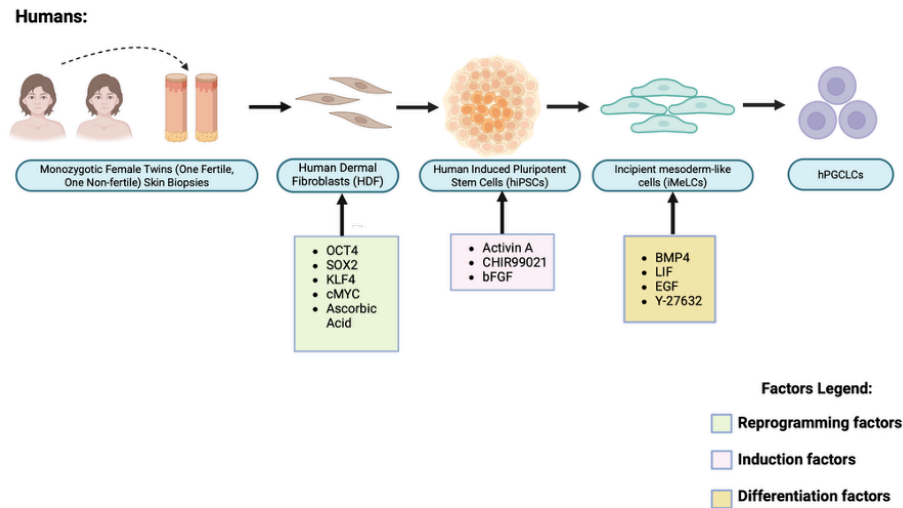 Humans:
Monozygotic Female Twins (One Fertile,
One Non-fertile) Skin Biopsies
Human Dermal
Fibroblasts (HDF)
Human Induced Pluripotent
Stem Cells (hiPSCs)
Incipient mesoderm-like
cells (iMeLCs)
hPGCLCs
• OCT4
• SOX2
• KLF4
• cMYC
• Ascorbic
Acid
• Activin A
• CHIR99021
• bFGF
• BMP4
• LIF
• EGF
• Y-27632
Factors Legend:
Reprogramming factors
Induction factors
Differentiation factors